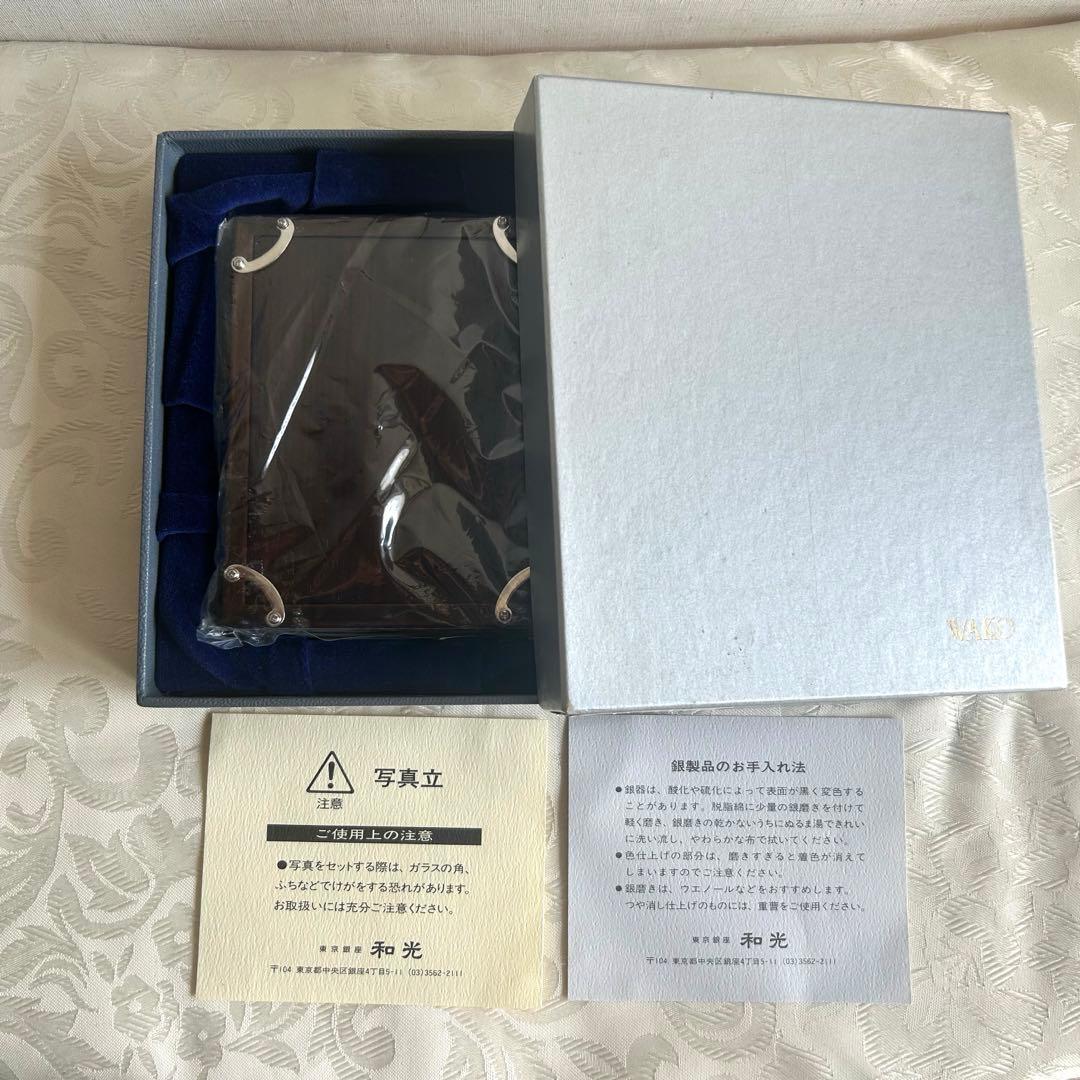 WAKO
写真立
注意
ご使用上の注意
●写真をセットする際は、ガラスの角、
ふちなどでけがをする恐れがあります。
お取扱いには充分ご注意ください。
東京銀座 和光
〒104 東京都中央区銀座4丁目5-11 (03)3562-2111
銀製品のお手入れ法
●銀器は、酸化や硫化によって表面が黒く変色する
ことがあります。脱脂綿に少量の銀磨きを付けて
軽く磨き、銀磨きの乾かないうちにぬるま湯できれい
に洗い流し、やわらかな布で拭いてください。
●色仕上げの部分は、磨きすぎると着色が消えて
しまいますのでご注意ください。
●銀磨きは、ウエノールなどをおすすめします。
つや消し仕上げのものには、重曹をご使用ください。
東京銀座 和光
〒104 東京都中央区銀座4丁目5-11 (03)3562-2111